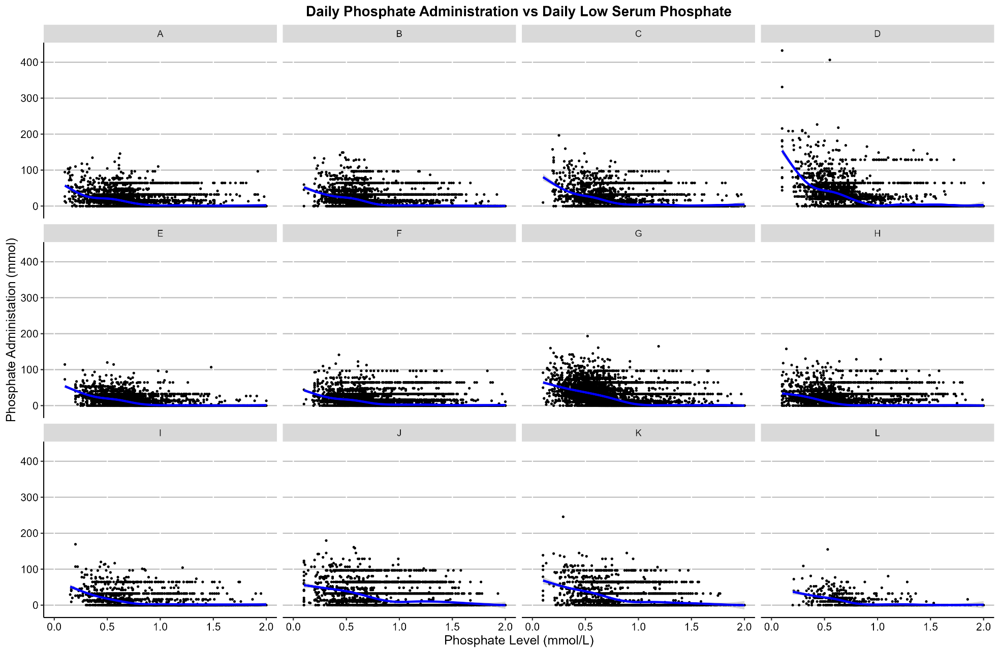 Daily Phosphate Administration vs Daily Low Serum Phosphate
A B C D
400
300
200
100
0
E F G H
400
300
200
100
0
I J K L
400
300
200
100
0
0.0 0.5 1.0 1.5 2.0 0.0 0.5 1.0 1.5 2.0 0.0 0.5 1.0 1.5 2.0 0.0 0.5 1.0 1.5 2.0
Phosphate Level (mmol/L)
Phosphate Administation (mmol)